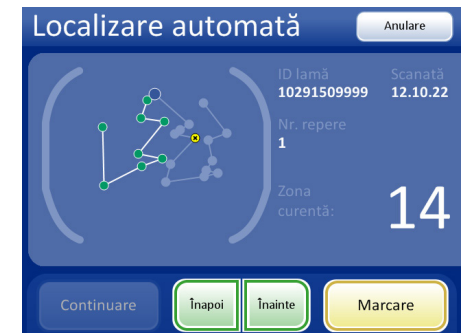 Localizare automată
Anulare
ID lamă
Scanată
10291509999
12.10.22
Nr. repere
1
Zona
curentă:
14
Continuare
Înapoi
Înainte
Marcare